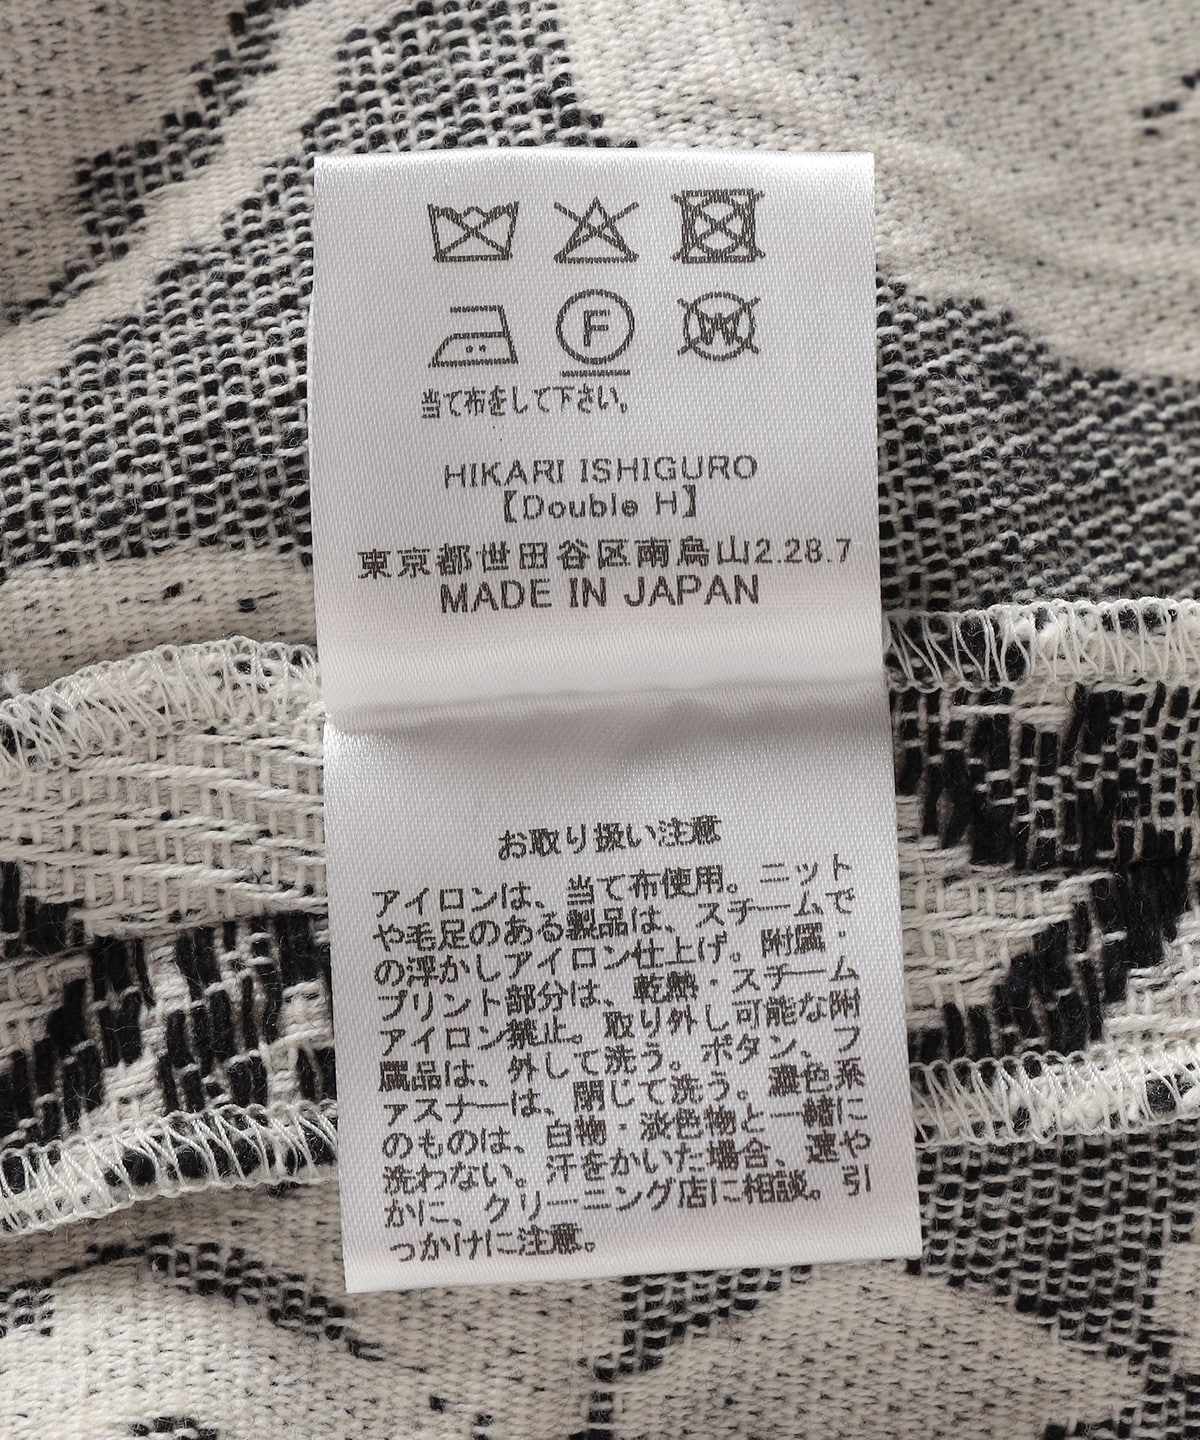 F
W
当て布をして下さい。
HIKARI ISHIGURO
【Double H】
東京都世田谷区南烏山2.28.7
MADE IN JAPAN
お取り扱い注意
アイロンは、当て布使用。ニット
や毛足のある製品は、スチームで
の浮かしアイロン仕上げ。附属・
プリント部分は、乾熱・スチーム
アイロン禁止。取り外し可能な附
属品は、外して洗う。ボタン、フ
ァスナーは、閉じて洗う。濃色系
のものは、白物・淡色物と一緒に
洗わない。汗をかいた場合、速や
かに、クリーニング店に相談。引
っかけに注意。